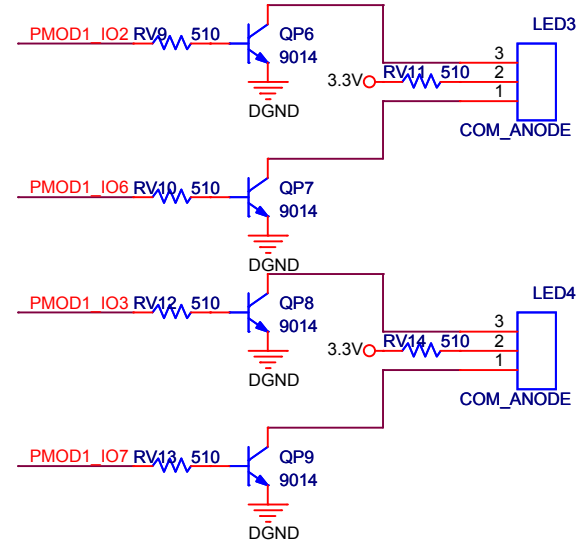 LED3
PMOD1_IO2 RV9 510 QP6
9014
3
3.3V RV11 510 2
1
DGND
COM_ANODE
PMOD1_IO6 RV10 510 QP7
9014
DGND
LED4
PMOD1_IO3 RV12 510 QP8
9014
3
3.3V RV14 510 2
1
DGND
COM_ANODE
PMOD1_IO7 RV13 510 QP9
9014
DGND